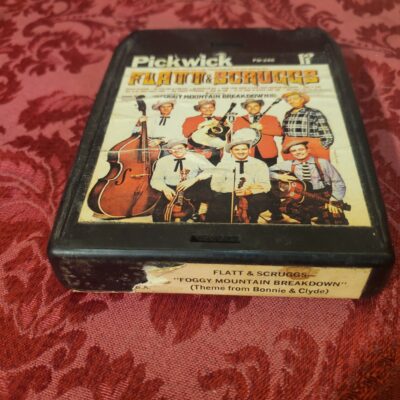 Pickwick
FLATT & SCRUGGS
FOGGY MOUNTAIN BREAKDOWN
FLATT & SCRUGGS—
"FOGGY MOUNTAIN BREAKDOWN"
(Theme from Bonnie & Clyde)